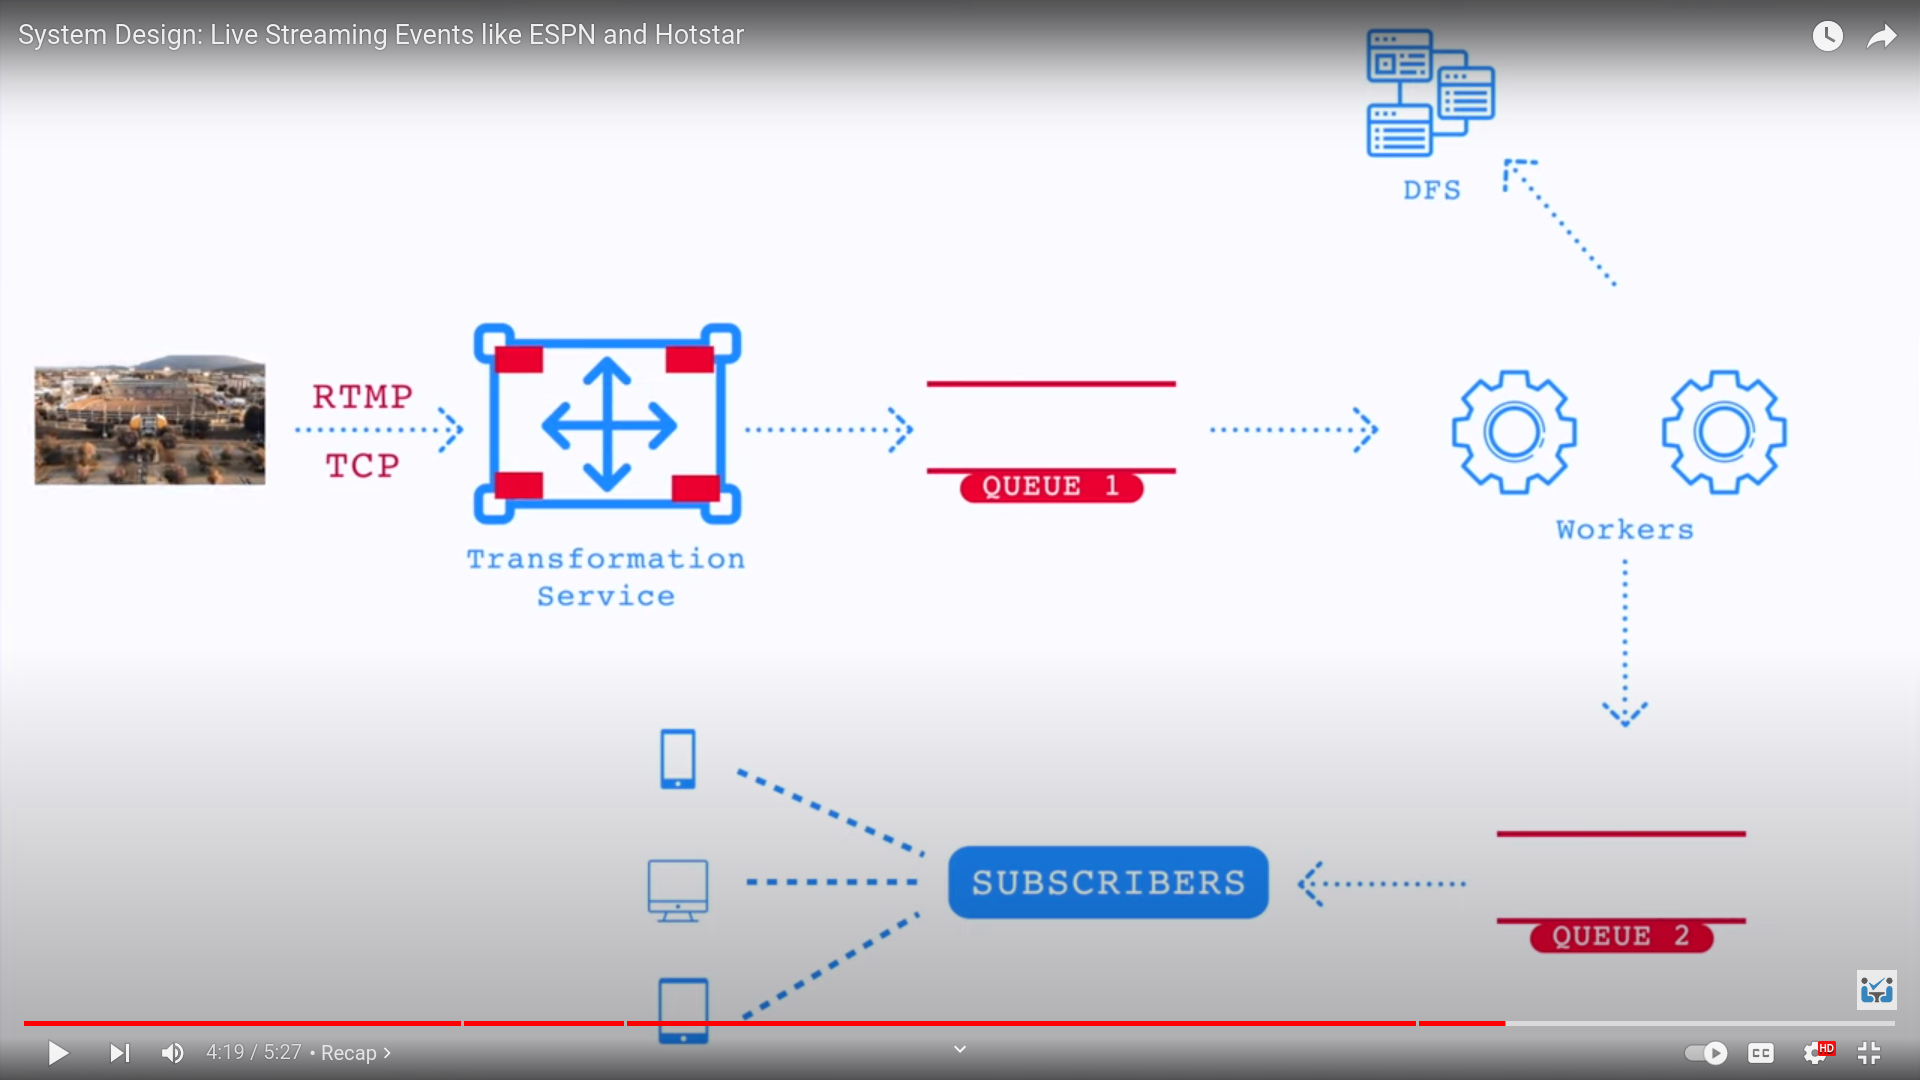 System Design: Live Streaming Events like ESPN and Hotstar
DFS
RTMP
TCP
QUEUE 1
Transformation
Service
Workers
SUBSCRIBERS
QUEUE 2
4:19 / 5:27 • Recap
CC
HD